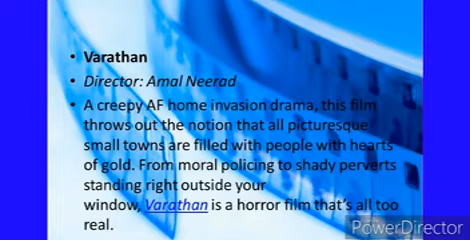 Varathan
Director: Amal Neerad
A creepy AF home invasion drama, this film
throws out the notion that all picturesque
small towns are filled with people with hearts
of gold. From moral policing to shady perverts
standing right outside your
window, Varathan is a horror film that's all too
real.
PowerDirector